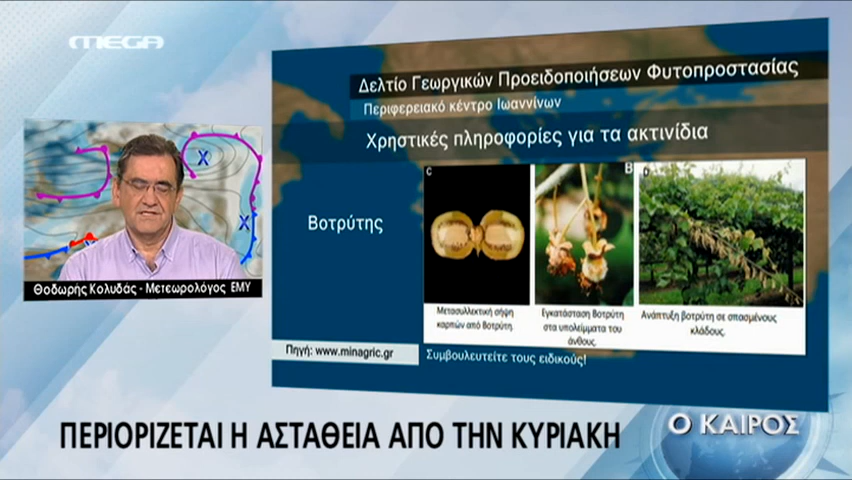 MEGA
Δελτίο Γεωργικών Προειδοποιήσεων Φυτοπροστασίας
Περιφερειακό κέντρο Ιωαννίνων
Χρηστικές πληροφορίες για τα ακτινίδια
Βοτρύτης
C
B
D
Μετασυλλεκτική σήψη
καρπών από Βοτρύτη.
Εγκατάσταση Βοτρύτη
στα υπολείμματα του
άνθους.
Ανάπτυξη βοτρύτη σε σπασμένους
κλάδους.
Πηγή: www.minagric.gr
Συμβουλευτείτε τους ειδικούς!
X
X
Θοδωρής Κολυδάς - Μετεωρολόγος ΕΜΥ
ΠΕΡΙΟΡΙΖΕΤΑΙ Η ΑΣΤΑΘΕΙΑ ΑΠΟ ΤΗΝ ΚΥΡΙΑΚΗ
Ο ΚΑΙΡΟΣ